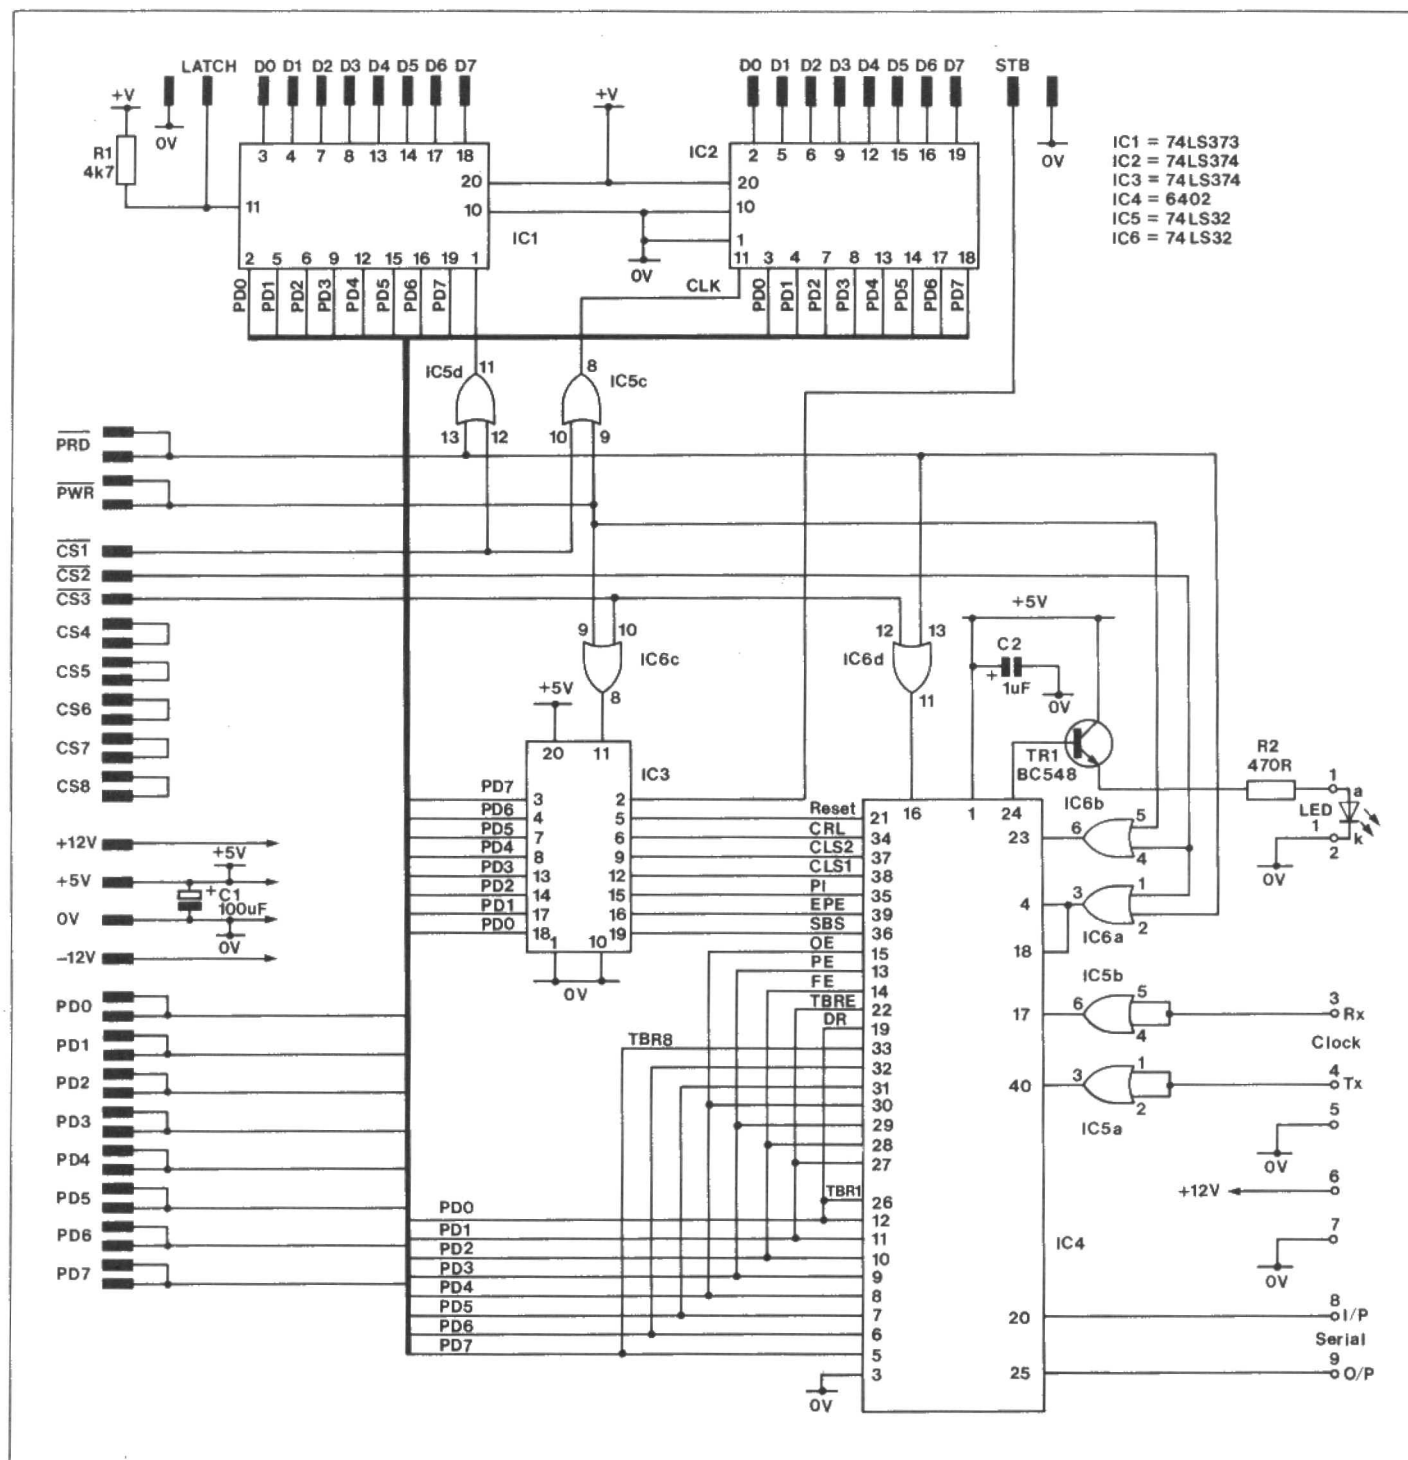 LATCH D0 D1 D2 D3 D4 D5 D6 D7
D0 D1 D2 D3 D4 D5 D6 D7 STB
+V
0V
R1
4k7
3 4 7 8 13 14 17 18
20
11
10
IC1
2 5 6 9 12 15 16 19 1
PD0 PD1 PD2 PD3 PD4 PD5 PD6 PD7
+V
0V
IC2
2 5 6 9 12 15 16 19
20
10
1
11 3 4 7 8 13 14 17 18
CLK
PD0 PD1 PD2 PD3 PD4 PD5 PD6 PD7
0V
IC1 = 74LS373
IC2 = 74LS374
IC3 = 74LS374
IC4 = 6402
IC5 = 74LS32
IC6 = 74LS32
IC5d
11
13 12
8
IC5c
10 9
PRD
PWR
CS1
CS2
CS3
CS4
CS5
CS6
CS7
CS8
+12V
+5V
0V
-12V
+5V
+
C1
100uF
0V
PD0
PD1
PD2
PD3
PD4
PD5
PD6
PD7
9 10
IC6c
8
+5V
20 11
IC3
PD7 3
PD6 4
PD5 7
PD4 8
PD3 13
PD2 14
PD1 17
PD0 18
2
5
6
9
12
15
16
19
1 10
0V
12 13
IC6d
11
+5V
C2
+
1uF
0V
TR1
BC548
R2
470R
1
a
LED
1
k
2
0V
16 1 24
Reset 21
CRL 34
CLS2 37
CLS1 38
PI 35
EPE 39
SBS 36
OE 15
PE 13
FE 14
TBRE 22
DR 19
TBR8 33
32
31
30
29
28
27
TBR1 26
PD0 12
PD1 11
PD2 10
PD3 9
PD4 8
PD5 7
PD6 6
PD7 5
3
0V
IC6b
23 6 5
4
4 3 1
2
IC6a
18
IC5b
17 6 5
4
3
Rx
Clock
40 3 1
2
IC5a
4
Tx
5
0V
+12V 6
7
0V
IC4
20
8
I/P
Serial
25
9
O/P